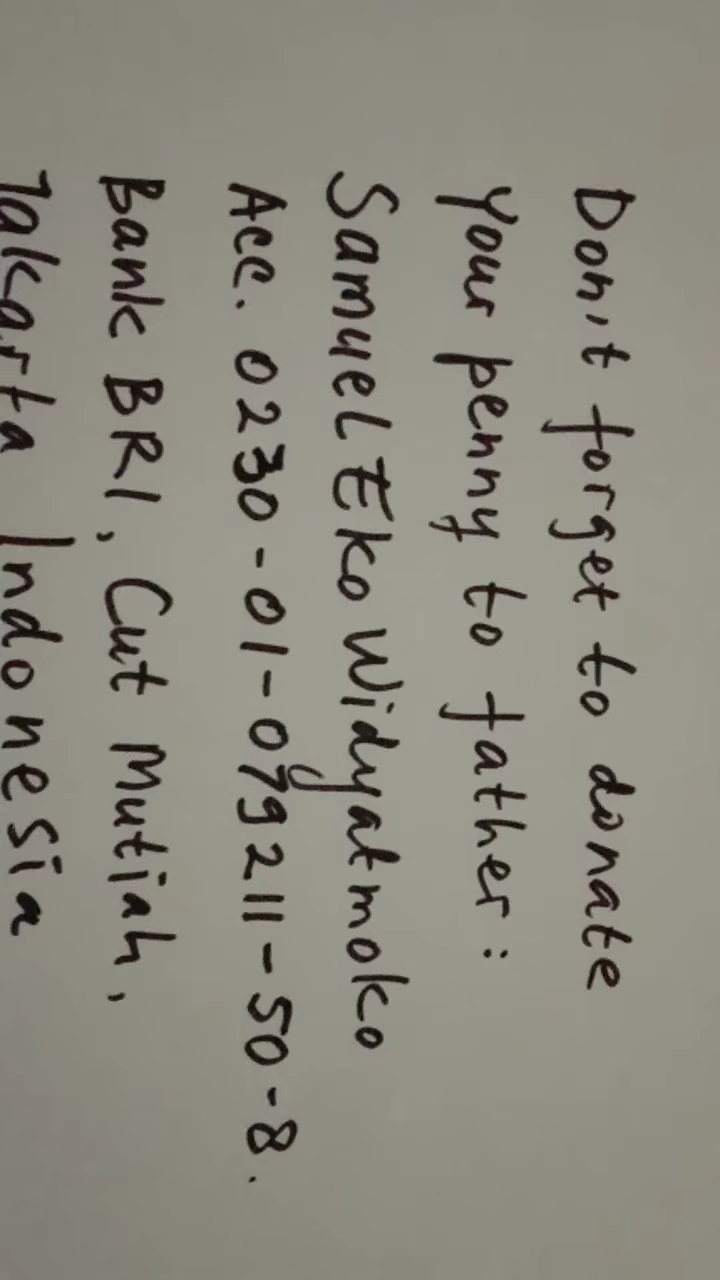 Don't forget to donate
Your penny to father:
Samuel Eko Widyatmoko
Acc. 0230-01-079211-50-8.
Bank BRI, Cut Mutiah,
Jakarta Indonesia